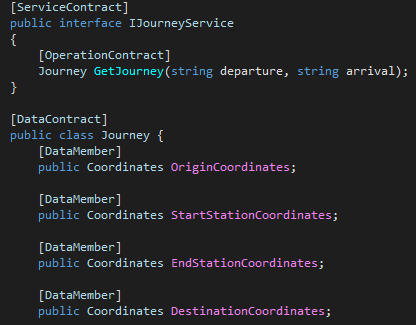 [ServiceContract]
public interface IJourneyService
{
[OperationContract]
Journey GetJourney(string departure, string arrival);
}
[DataContract]
public class Journey {
[DataMember]
public Coordinates OriginCoordinates;
[DataMember]
public Coordinates StartStationCoordinates;
[DataMember]
public Coordinates EndStationCoordinates;
[DataMember]
public Coordinates DestinationCoordinates;